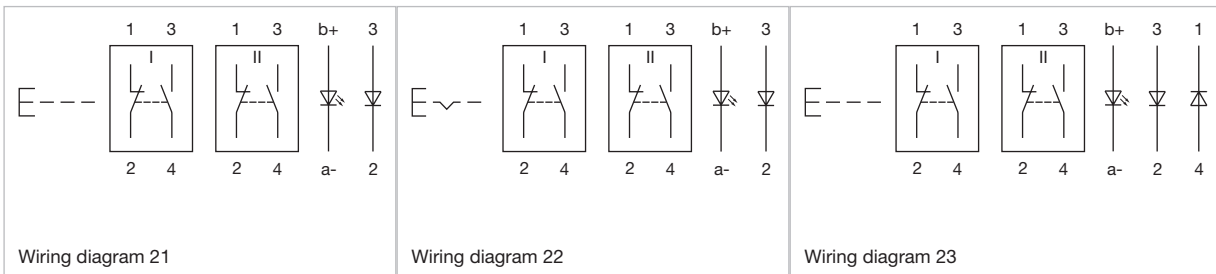 1 3 1 3 b+ 3
I II
2 4 2 4 a- 2
Wiring diagram 21
1 3 1 3 b+ 3
I II
2 4 2 4 a- 2
Wiring diagram 22
1 3 1 3 b+ 3 1
I II
2 4 2 4 a- 2 4
Wiring diagram 23